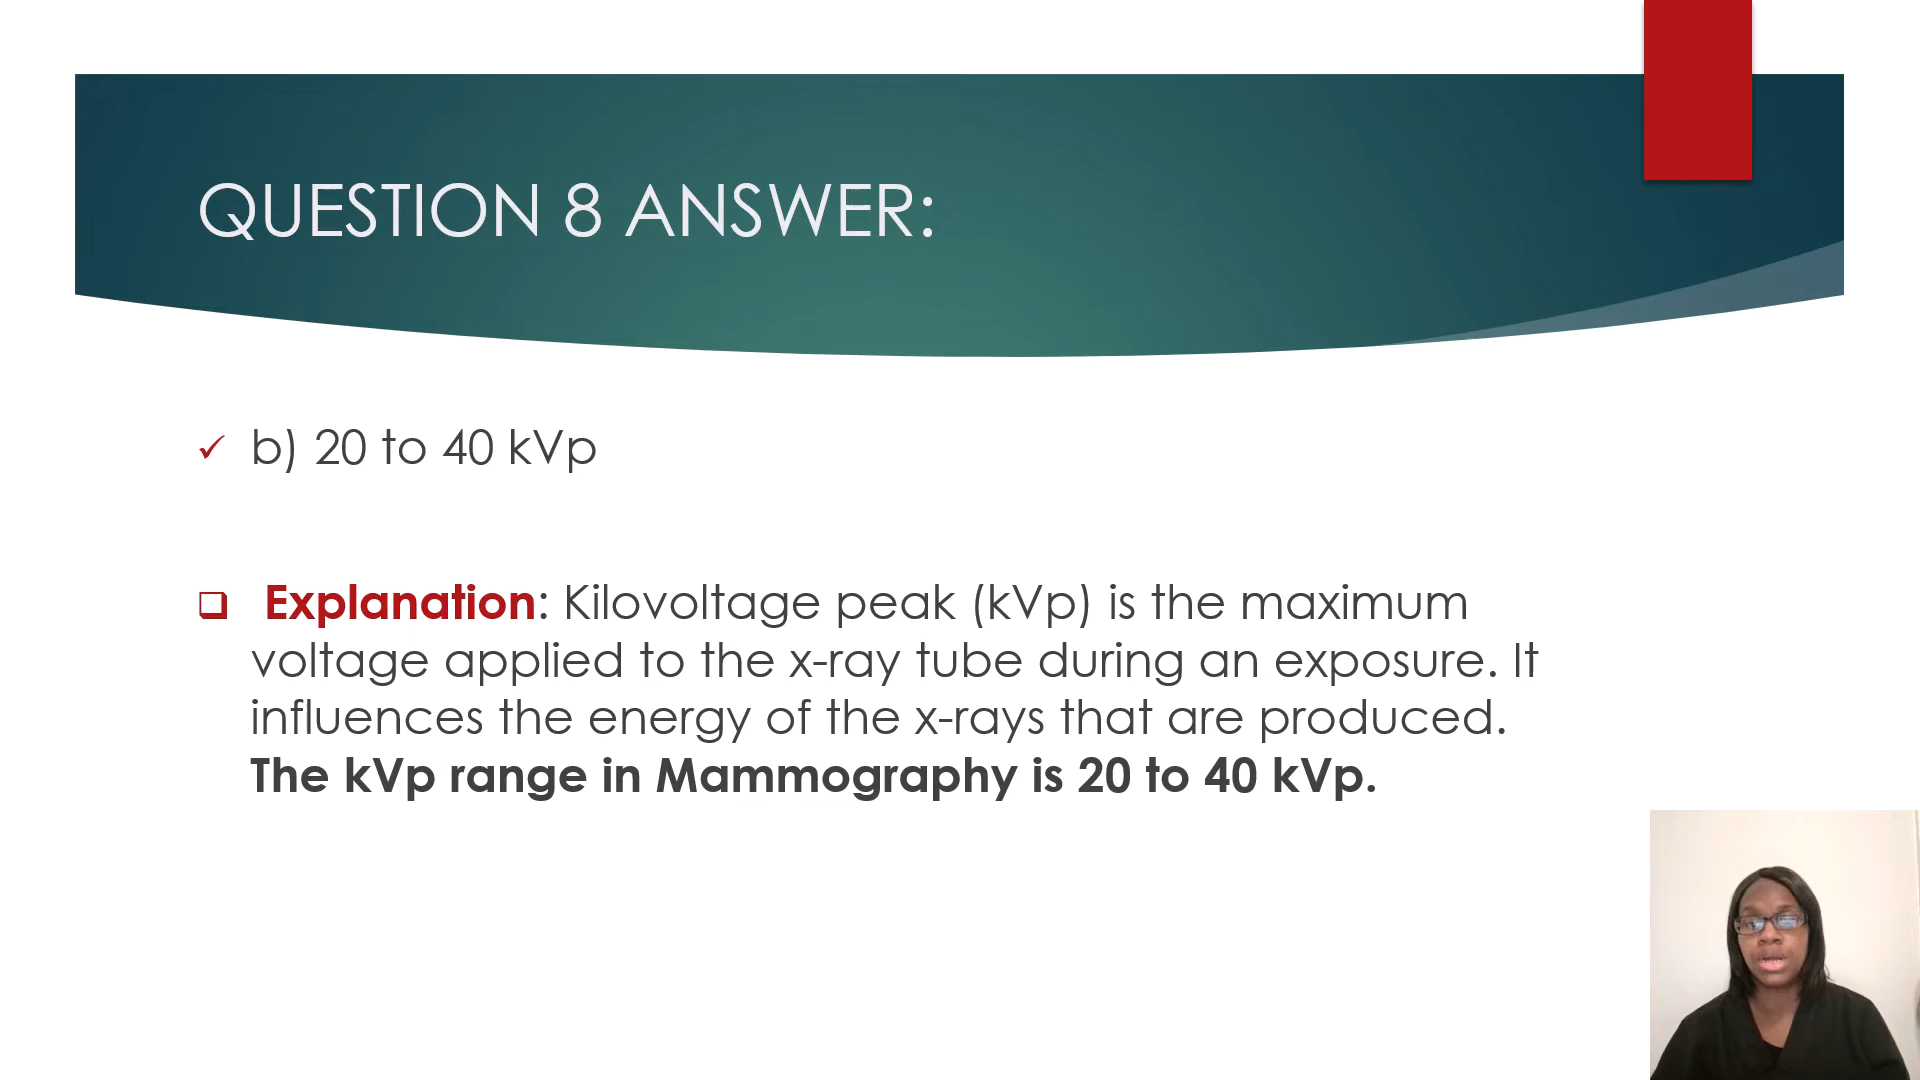 QUESTION 8 ANSWER:
b) 20 to 40 kVp
Explanation: Kilovoltage peak (kVp) is the maximum
voltage applied to the x-ray tube during an exposure. It
influences the energy of the x-rays that are produced.
The kVp range in Mammography is 20 to 40 kVp.